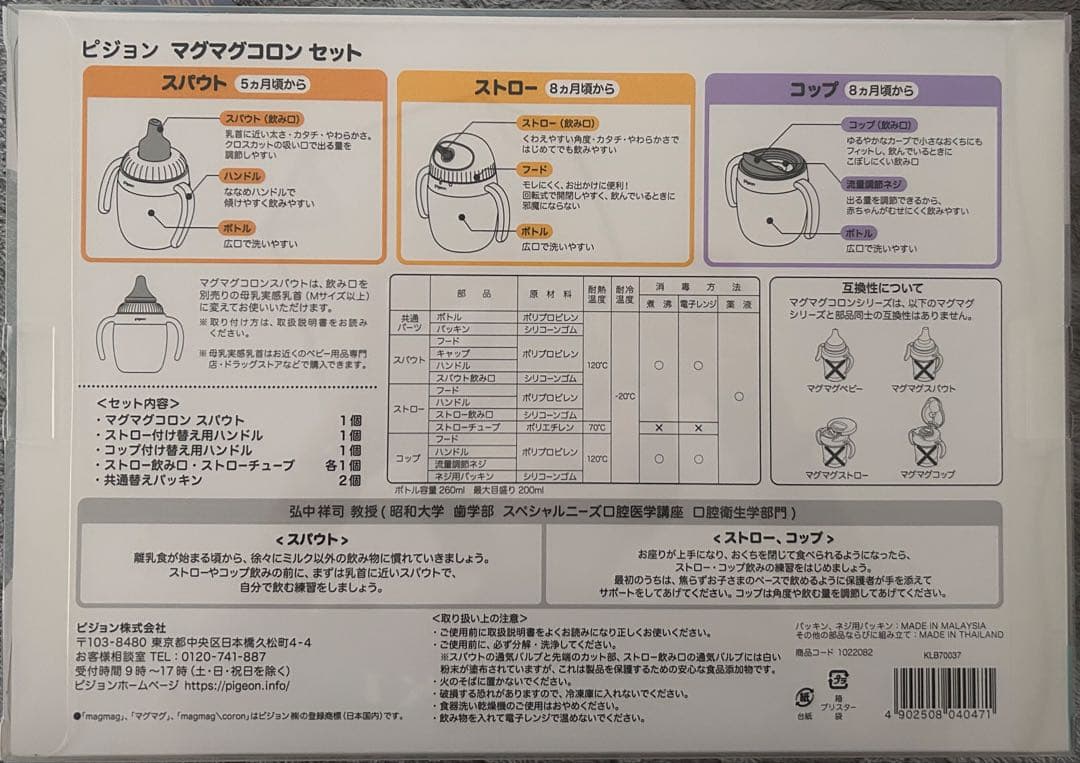 ピジョン マグマグコロン セット
スパウト 5ヵ月頃から
スパウト(飲み口)
乳首に近い太さ・カタチ・やわらかさ。
クロスカットの吸い口で出る量を
調節しやすい
ハンドル
ななめハンドルで
傾けやすく飲みやすい
ボトル
広口で洗いやすい
pigeon
ストロー 8ヵ月頃から
ストロー(飲み口)
くわえやすい角度・カタチ・やわらかさで
はじめてでも飲みやすい
フード
モレにくく、お出かけに便利!
回転式で開閉しやすく、飲んでいるときに
邪魔にならない
ボトル
広口で洗いやすい
pigeon
コップ 8ヵ月頃から
コップ(飲み口)
ゆるやかなカーブで小さなおくちにも
フィットし、飲んでいるときに
こぼしにくい飲み口
流量調節ネジ
出る量を調節できるから、
赤ちゃんがむせにくく飲みやすい
ボトル
広口で洗いやすい
pigeon
pigeon
マグマグコロンスパウトは、飲み口を
別売りの母乳実感乳首(Mサイズ以上)
に変えてお使いいただけます。
※取り付け方は、取扱説明書をお読み
ください。
※母乳実感乳首はお近くのベビー用品専門
店・ドラッグストアなどで購入できます。
<セット内容>
・マグマグコロン スパウト 1個
・ストロー付け替え用ハンドル 1個
・コップ付け替え用ハンドル 1個
・ストロー飲み口・ストローチューブ 各1個
・共通替えパッキン 2個
部品 原材料 耐熱温度 耐冷温度 消毒方法
煮沸 電子レンジ 薬液
共通パーツ ボトル ポリプロピレン 120℃ -20℃ ○ ○ ○
パッキン シリコーンゴム
スパウト フード ポリプロピレン
キャップ
ハンドル
スパウト飲み口 シリコーンゴム
ストロー フード ポリプロピレン
ハンドル
ストロー飲み口 シリコーンゴム
ストローチューブ ポリエチレン 70℃ × ×
コップ フード ポリプロピレン 120℃ ○ ○
ハンドル
流量調節ネジ
ネジ用パッキン シリコーンゴム
ボトル容量260ml 最大目盛り200ml
互換性について
マグマグコロンシリーズは、以下のマグマグ
シリーズと部品同士の互換性はありません。
マグマグベビー マグマグスパウト
マグマグストロー マグマグコップ
弘中祥司 教授(昭和大学 歯学部 スペシャルニーズ口腔医学講座 口腔衛生学部門)
<スパウト>
離乳食が始まる頃から、徐々にミルク以外の飲み物に慣れていきましょう。
ストローやコップ飲みの前に、まずは乳首に近いスパウトで、
自分で飲む練習をしましょう。
<ストロー、コップ>
お座りが上手になり、おくちを閉じて食べられるようになったら、
ストロー・コップ飲みの練習をはじめましょう。
最初のうちは、焦らずお子さまのペースで飲めるように保護者が手を添えて
サポートをしてあげてください。コップは角度や飲む量を調節してあげてください。
ピジョン株式会社
〒103-8480 東京都中央区日本橋久松町4-4
お客様相談室 TEL:0120-741-887
受付時間 9時〜17時(土・日・祝日を除く)
ピジョンホームページ https://pigeon.info/
●「magmag」、「マグマグ」、「magmag\coron」はピジョン㈱の登録商標(日本国内)です。
<取り扱い上の注意>
・ご使用前に取扱説明書をよくお読みになり正しくお使いください。
・ご使用前に、必ず分解・洗浄してください。
※スパウトの通気バルブと先端のカット部、ストロー飲み口の通気バルブには白い
粉末が塗布されていますが、これは製品を保護するための安心な食品添加物です。
・火のそばに置かないでください。
・破損する恐れがありますので、冷凍庫に入れないでください。
・食器洗い乾燥機のご使用はおやめください。
・飲み物を入れて電子レンジで温めないでください。
パッキン、ネジ用パッキン:MADE IN MALAYSIA
その他の部品ならびに組み立て:MADE IN THAILAND
商品コード 1022082 KLB70037
紙
台紙
プラ
箱
ブリスター
袋
4 902508 040471